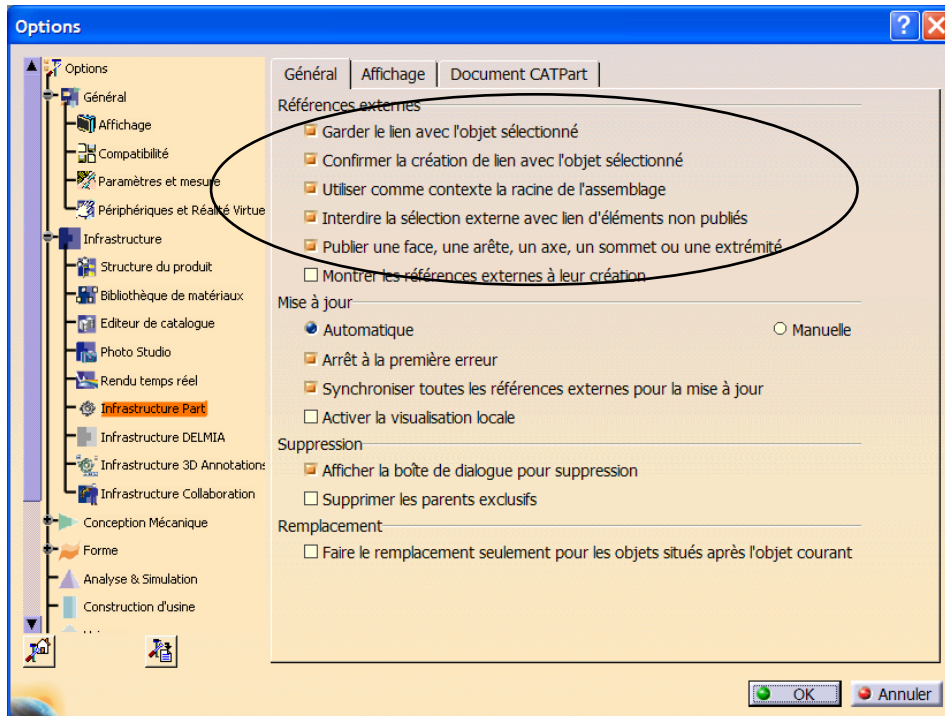 Options
Options
Général
Affichage
Compatibilité
Paramètres et mesure
Périphériques et Réalité Virtue
Infrastructure
Structure du produit
Bibliothèque de matériaux
Editeur de catalogue
Photo Studio
Rendu temps réel
Infrastructure Part
Infrastructure DELMIA
Infrastructure 3D Annotations
Infrastructure Collaboration
Conception Mécanique
Forme
Analyse & Simulation
Construction d'usine
Général Affichage Document CATPart
Références externes
Garder le lien avec l'objet sélectionné
Confirmer la création de lien avec l'objet sélectionné
Utiliser comme contexte la racine de l'assemblage
Interdire la sélection externe avec lien d'éléments non publiés
Publier une face, une arête, un axe, un sommet ou une extrémité
Montrer les références externes à leur création
Mise à jour
Automatique Manuelle
Arrêt à la première erreur
Synchroniser toutes les références externes pour la mise à jour
Activer la visualisation locale
Suppression
Afficher la boîte de dialogue pour suppression
Supprimer les parents exclusifs
Remplacement
Faire le remplacement seulement pour les objets situés après l'objet courant
OK Annuler